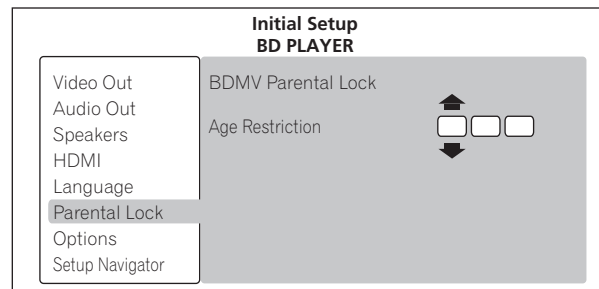 Initial Setup
BD PLAYER
Video Out
Audio Out
Speakers
HDMI
Language
Parental Lock
Options
Setup Navigator
BDMV Parental Lock
Age Restriction